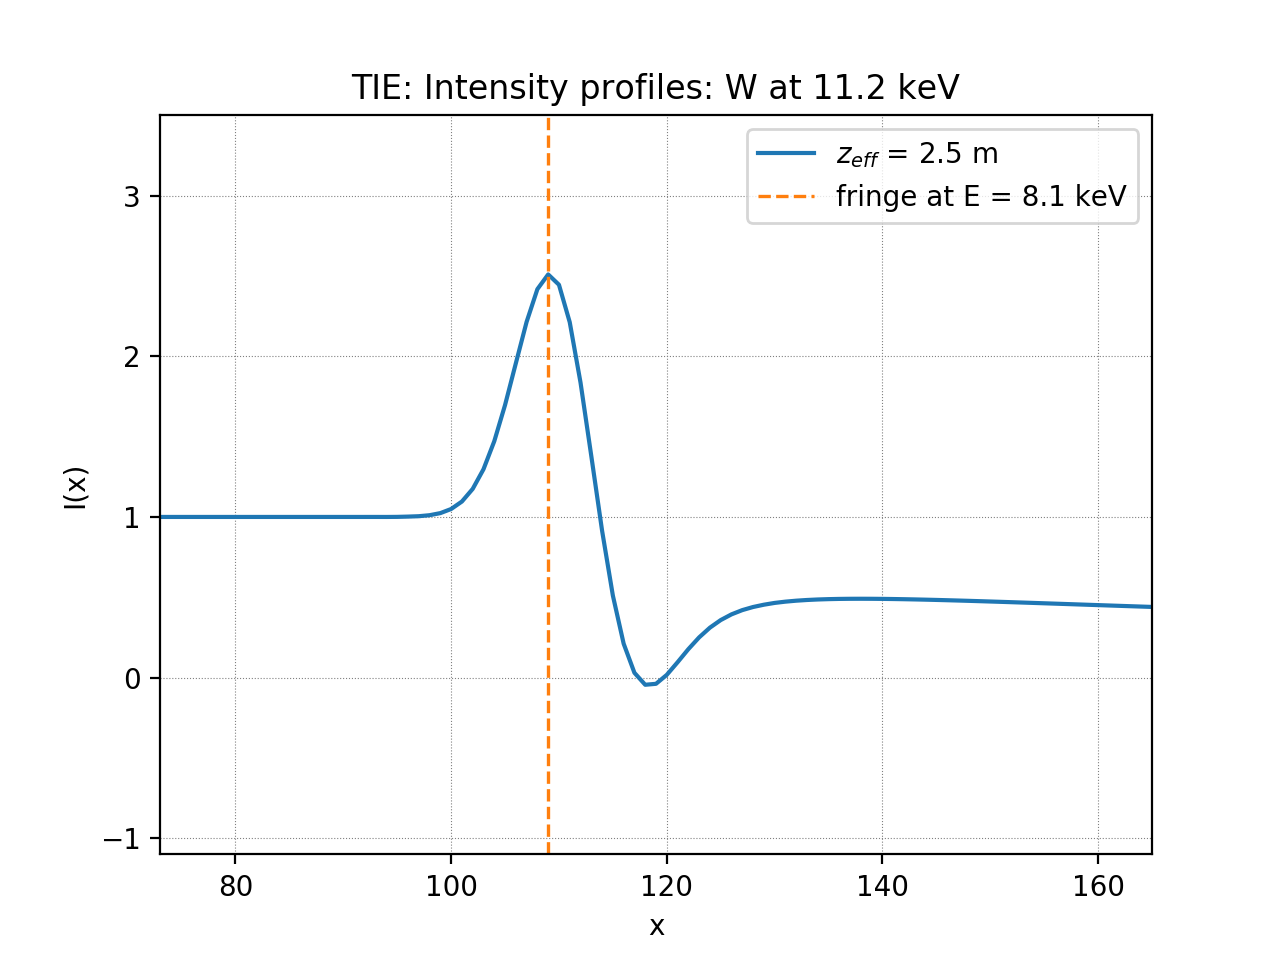 TIE: Intensity profiles: W at 11.2 keV
z_eff = 2.5 m
fringe at E = 8.1 keV
I(x)
3
2
1
0
−1
80 100 120 140 160
x